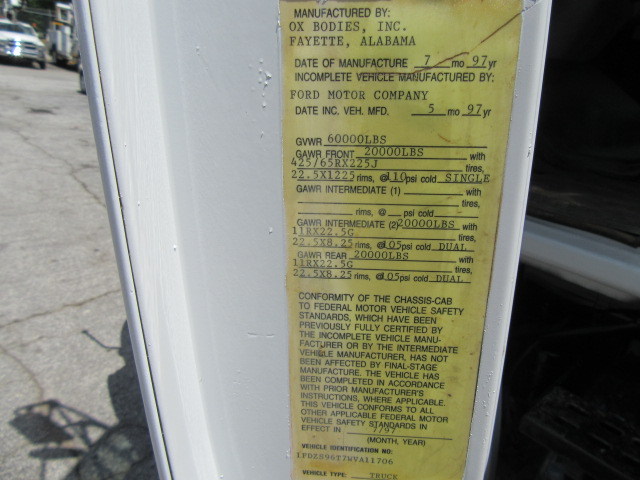 MANUFACTURED BY:
OX BODIES, INC.
FAYETTE, ALABAMA
DATE OF MANUFACTURE 7 mo 97 yr
INCOMPLETE VEHICLE MANUFACTURED BY:
FORD MOTOR COMPANY
DATE INC. VEH. MFD. 5 mo 97 yr
GVWR 60000LBS
GAWR FRONT 20000LBS with
425/65RX225J tires,
22.5X1225 rims, @110 psi cold SINGLE
GAWR INTERMEDIATE (1) with
tires,
rims, @ psi cold
GAWR INTERMEDIATE (2) 20000LBS with
11RX22.5G tires,
22.5X8.25 rims, @105 psi cold DUAL
GAWR REAR 20000LBS with
11RX22.5G tires,
22.5X8.25 rims, @105 psi cold DUAL
CONFORMITY OF THE CHASSIS-CAB
TO FEDERAL MOTOR VEHICLE SAFETY
STANDARDS, WHICH HAVE BEEN
PREVIOUSLY FULLY CERTIFIED BY
THE INCOMPLETE VEHICLE MANU-
FACTURER OR BY THE INTERMEDIATE
VEHICLE MANUFACTURER, HAS NOT
BEEN AFFECTED BY FINAL-STAGE
MANUFACTURE. THE VEHICLE HAS
BEEN COMPLETED IN ACCORDANCE
WITH PRIOR MANUFACTURER'S
INSTRUCTIONS, WHERE APPLICABLE.
THIS VEHICLE CONFORMS TO ALL
OTHER APPLICABLE FEDERAL MOTOR
VEHICLE SAFETY STANDARDS IN
EFFECT IN 7/97
(MONTH, YEAR)
VEHICLE IDENTIFICATION NO:
1FDZS96T7WVA11706
VEHICLE TYPE: TRUCK